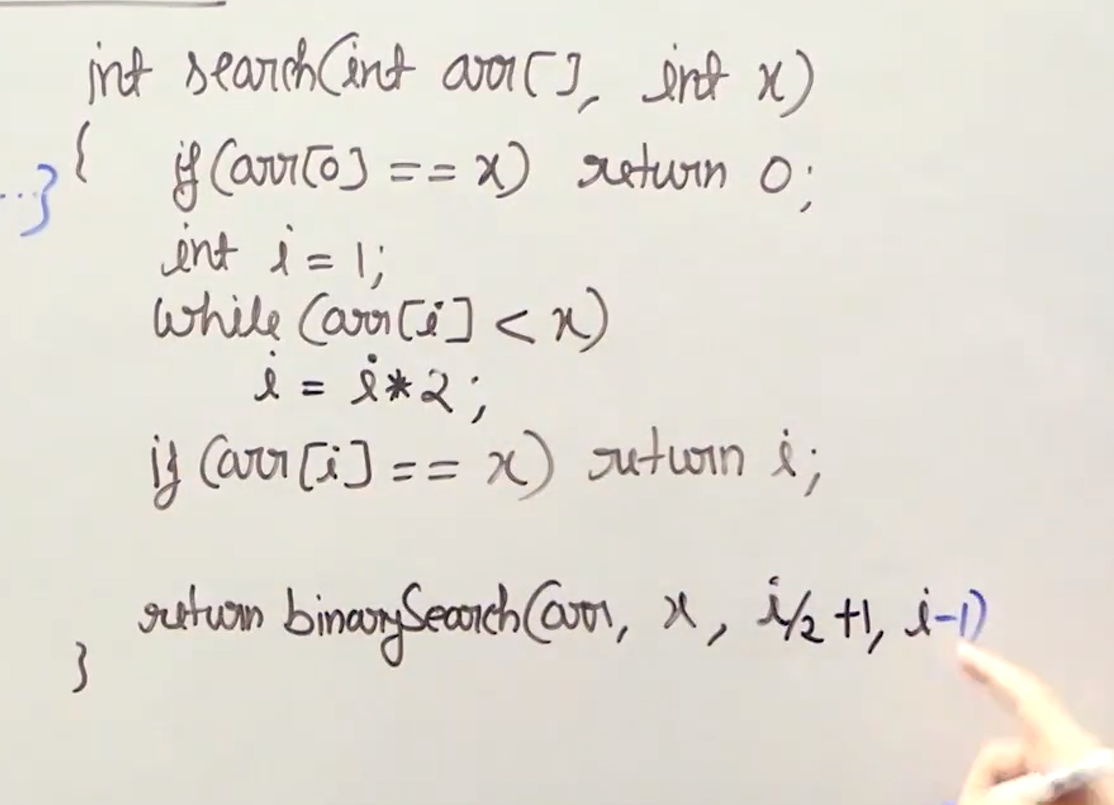 int search(int arr[], int x)
...}
{ if(arr[0] == x) return 0;
int i = 1;
while (arr[i] < x)
i = i*2;
if (arr[i] == x) return i;
return binarySearch(arr, x, i/2+1, i-1)
}